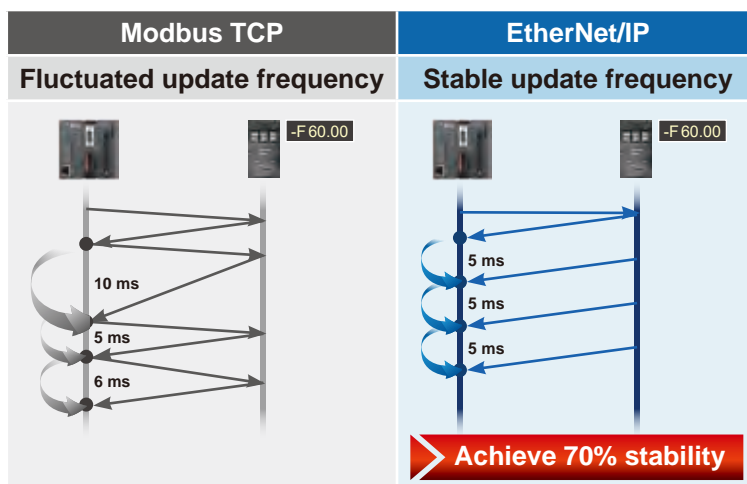 Modbus TCP
Fluctuated update frequency
-F60.00
10 ms
5 ms
6 ms
EtherNet/IP
Stable update frequency
-F60.00
5 ms
5 ms
5 ms
Achieve 70% stability